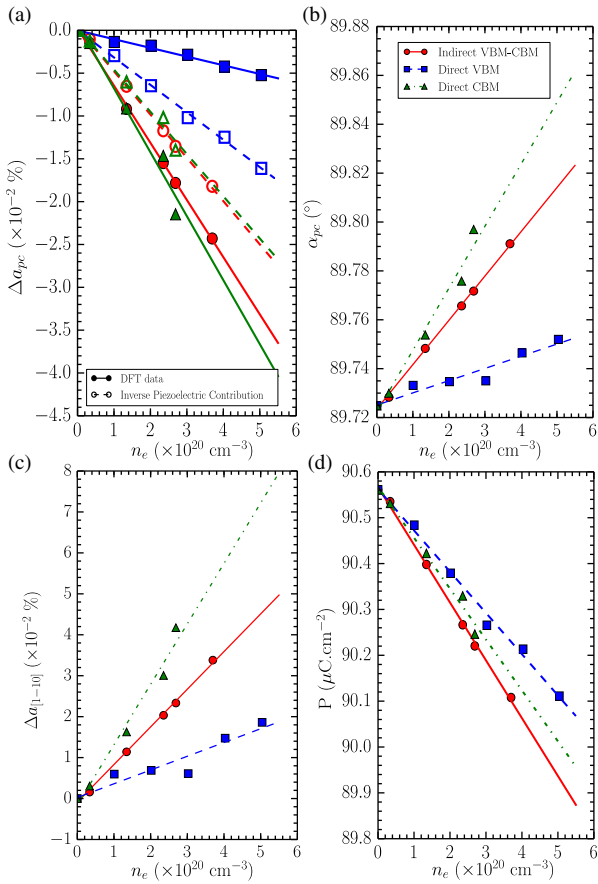 (a)
0.0
−0.5
−1.0
−1.5
−2.0
−2.5
−3.0
−3.5
−4.0
−4.5
Δa_pc (×10⁻² %)
DFT data
Inverse Piezoelectric Contribution
0 1 2 3 4 5 6
n_e (×10²⁰ cm⁻³)
(b)
89.88
89.86
89.84
89.82
89.80
89.78
89.76
89.74
89.72
α_pc (°)
Indirect VBM-CBM
Direct VBM
Direct CBM
0 1 2 3 4 5 6
n_e (×10²⁰ cm⁻³)
(c)
8
7
6
5
4
3
2
1
0
−1
Δa_[1−10] (×10⁻² %)
0 1 2 3 4 5 6
n_e (×10²⁰ cm⁻³)
(d)
90.6
90.5
90.4
90.3
90.2
90.1
90.0
89.9
89.8
P (μC.cm⁻²)
0 1 2 3 4 5 6
n_e (×10²⁰ cm⁻³)